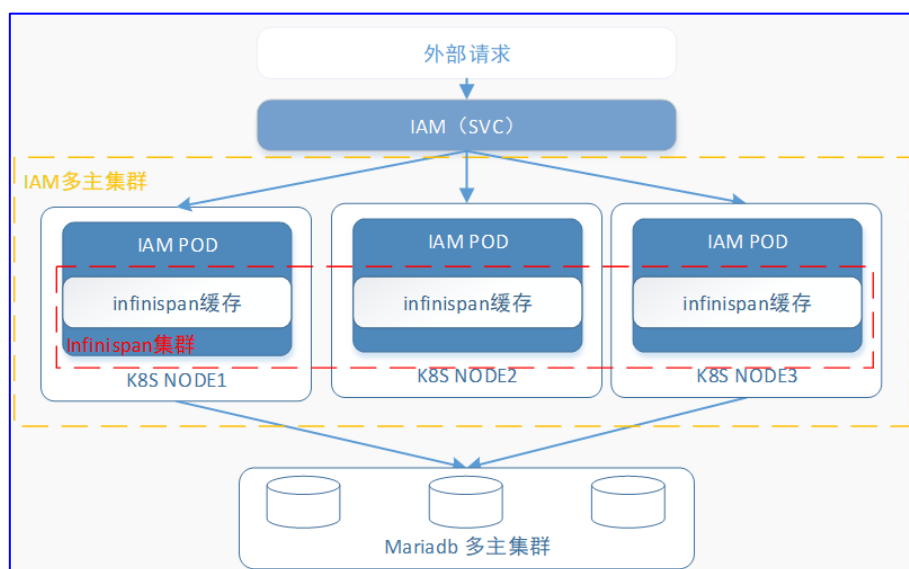 外部请求
IAM（SVC）
IAM多主集群
IAM POD
IAM POD
IAM POD
infinispan缓存
infinispan缓存
infinispan缓存
Infinispan集群
K8S NODE1
K8S NODE2
K8S NODE3
Mariadb 多主集群